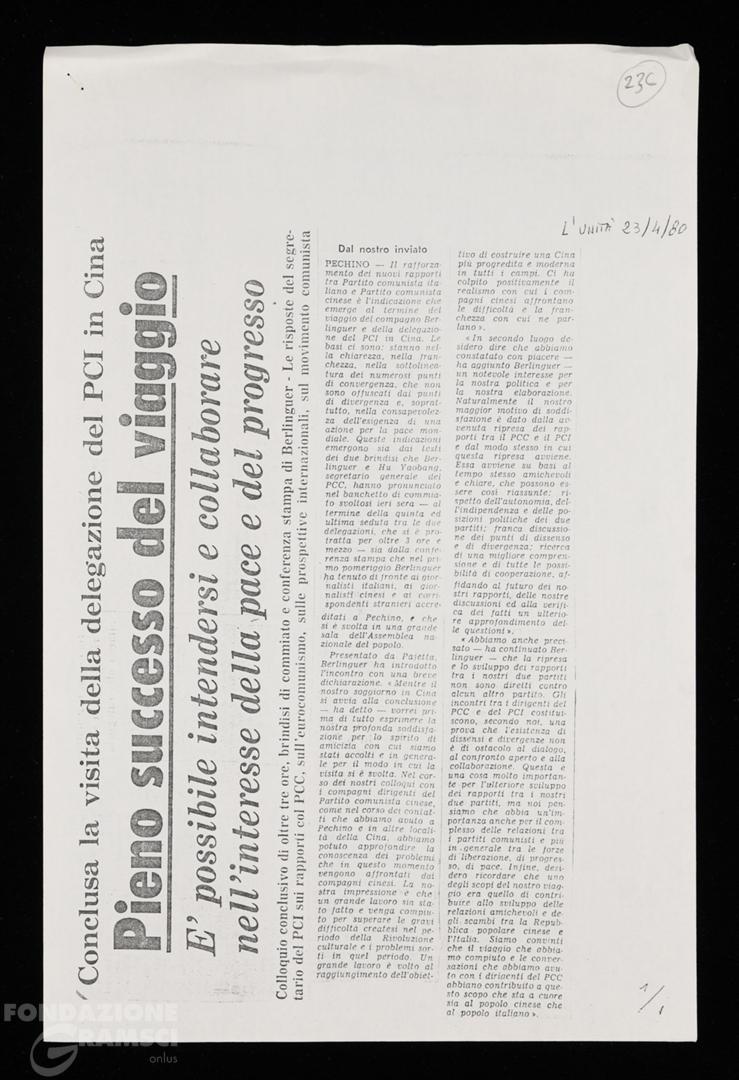 23C
L'UNITÀ 23/4/80
Conclusa la visita della delegazione del PCI in Cina
Pieno successo del viaggio
E' possibile intendersi e collaborare
nell'interesse della pace e del progresso
Colloquio conclusivo di oltre tre ore, brindisi di commiato e conferenza stampa di Berlinguer - Le risposte del segre-
tario del PCI sui rapporti col PCC, sull'eurocomunismo, sulle prospettive internazionali, sul movimento comunista
Dal nostro inviato
PECHINO — Il rafforza-
mento dei nuovi rapporti
tra Partito comunista ita-
liano e Partito comunista
cinese è l'indicazione che
emerge al termine del
viaggio del compagno Ber-
linguer e della delegazio-
ne del PCI in Cina. Le
basi ci sono: stanno nel-
la chiarezza, nella fran-
chezza, nella sottolinea-
tura dei numerosi punti
di convergenza, che non
sono offuscati dai punti
di divergenza e, soprat-
tutto, nella consapevolez-
za dell'esigenza di una
azione per la pace mon-
diale. Queste indicazioni
emergono sia dai testi
dei due brindisi che Ber-
linguer e Hu Yaobang,
segretario generale del
PCC, hanno pronunciato
nel banchetto di commia-
to svoltosi ieri sera — al
termine della quinta ed
ultima seduta tra le due
delegazioni, che si è pro-
tratta per oltre 3 ore e
mezzo — sia dalla confe-
renza stampa che nel pri-
mo pomeriggio Berlinguer
ha tenuto di fronte ai gior-
nalisti italiani, ai gior-
nalisti cinesi e ai corri-
spondenti stranieri accre-
ditati a Pechino, e che
si è svolta in una grande
sala dell'Assemblea na-
zionale del popolo.
Presentato da Pajetta,
Berlinguer ha introdotto
l'incontro con una breve
dichiarazione. «Mentre il
nostro soggiorno in Cina
si avvia alla conclusione
— ha detto — vorrei pri-
ma di tutto esprimere la
nostra profonda soddisfa-
zione per lo spirito di
amicizia con cui siamo
stati accolti e in genera-
le per il modo in cui la
visita si è svolta. Nel cor-
so dei nostri colloqui con
i compagni dirigenti del
Partito comunista cinese,
come nel corso dei contat-
ti che abbiamo avuto a
Pechino e in altre locali-
tà della Cina, abbiamo
potuto approfondire la
conoscenza dei problemi
che in questo momento
vengono affrontati dai
compagni cinesi. La no-
stra impressione è che
un grande lavoro sia sta-
to fatto e venga compiu-
to per superare le gravi
difficoltà createsi nel pe-
riodo della Rivoluzione
culturale e i problemi sor-
ti in quel periodo. Un
grande lavoro è volto al
raggiungimento dell'obiet-
tivo di costruire una Cina
più progredita e moderna
in tutti i campi. Ci ha
colpito positivamente il
realismo con cui i com-
pagni cinesi affrontano
le difficoltà e la fran-
chezza con cui ne par-
lano».
«In secondo luogo de-
sidero dire che abbiamo
constatato con piacere —
ha aggiunto Berlinguer —
un notevole interesse per
la nostra politica e per
la nostra elaborazione.
Naturalmente il nostro
maggior motivo di soddi-
sfazione è dato dalla av-
venuta ripresa dei rap-
porti tra il PCC e il PCI
e dal modo stesso in cui
questa ripresa avviene.
Essa avviene su basi al
tempo stesso amichevoli
e chiare, che possono es-
sere così riassunte: ri-
spetto dell'autonomia, del-
l'indipendenza e delle po-
sizioni politiche dei due
partiti; franca discussio-
ne dei punti di dissenso
e di divergenza; ricerca
di una migliore compren-
sione e di tutte le possi-
bilità di cooperazione, af-
fidando al futuro dei no-
stri rapporti, delle nostre
discussioni ed alla verifi-
ca dei fatti un ulterio-
re approfondimento del-
le questioni».
«Abbiamo anche preci-
sato — ha continuato Ber-
linguer — che la ripresa
e lo sviluppo dei rapporti
tra i nostri due partiti
non sono diretti contro
alcun altro partito. Gli
incontri tra i dirigenti del
PCC e del PCI costitui-
scono, secondo noi, una
prova che l'esistenza di
dissensi e divergenze non
è di ostacolo al dialogo,
al confronto aperto e alla
collaborazione. Questa è
una cosa molto importan-
te per l'ulteriore sviluppo
dei rapporti tra i nostri
due partiti, ma noi pen-
siamo che abbia un'im-
portanza anche per il com-
plesso delle relazioni tra
i partiti comunisti e più
in generale tra le forze
di liberazione, di progres-
so, di pace. Infine, desi-
dero ricordare che uno
degli scopi del nostro viag-
gio era quello di contri-
buire allo sviluppo delle
relazioni amichevoli e de-
gli scambi tra la Repub-
blica popolare cinese e
l'Italia. Siamo convinti
che il viaggio che abbia-
mo compiuto e le conver-
sazioni che abbiamo avu-
to con i dirigenti del PCC
abbiano contribuito a que-
sto scopo che sta a cuore
sia al popolo cinese che
al popolo italiano».
1/1
FONDAZIONE
GRAMSCI
onlus